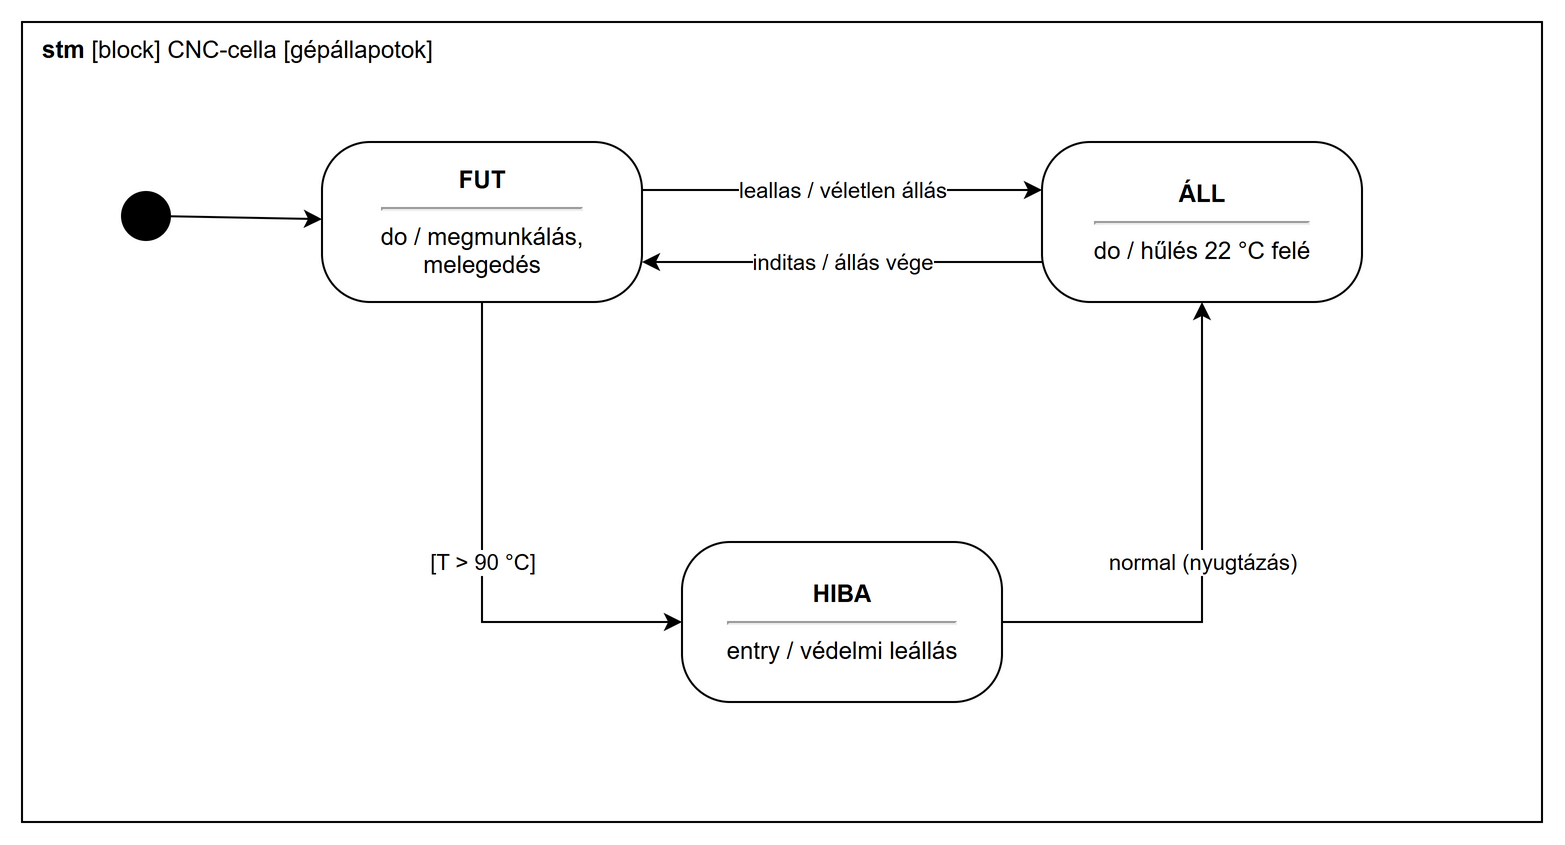 stm [block] CNC-cella [gépállapotok]
FUT
do / megmunkálás,
melegedés
leallas / véletlen állás
inditas / állás vége
ÁLL
do / hűlés 22 °C felé
[T > 90 °C]
HIBA
entry / védelmi leállás
normal (nyugtázás)